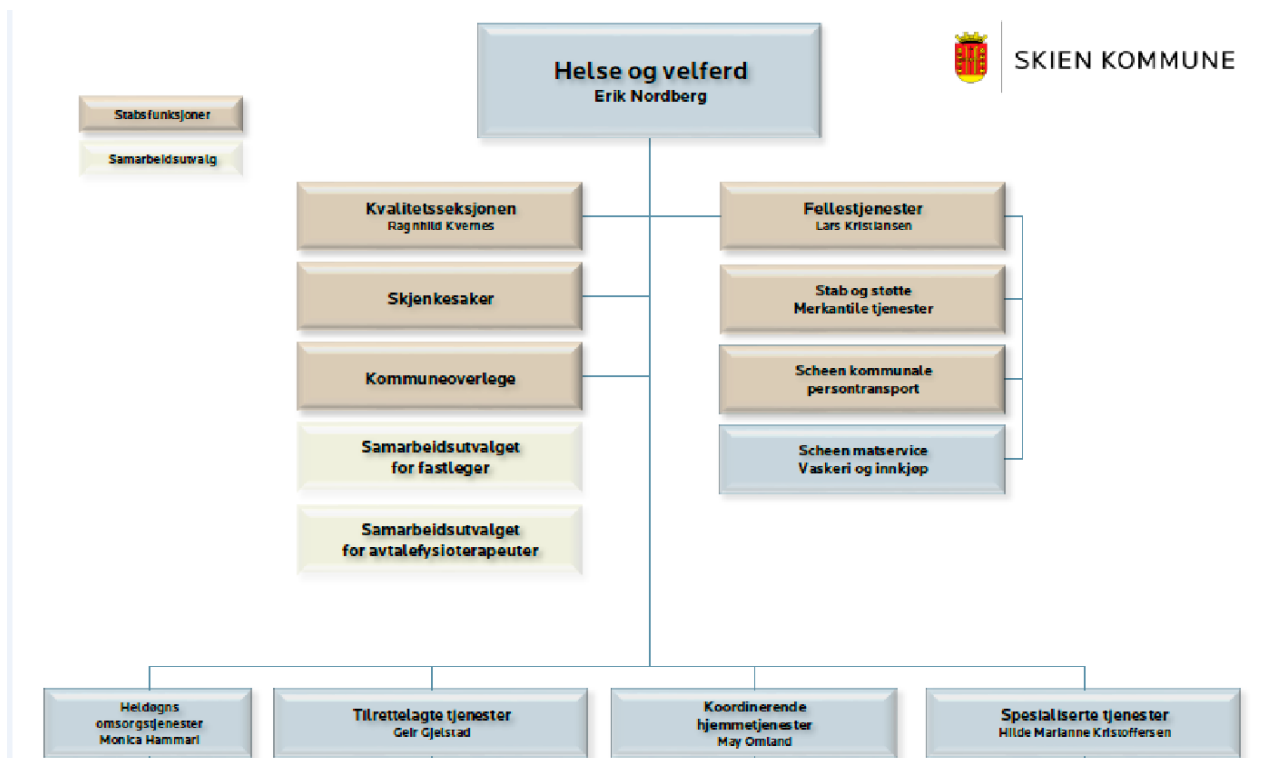 SKIEN KOMMUNE
Helse og velferd
Erik Nordberg
Stabsfunksjoner
Samarbeidsutvalg
Kvalitetsseksjonen
Ragnhild Kvernes
Skjenkesaker
Kommuneoverlege
Samarbeidsutvalget
for fastleger
Samarbeidsutvalget
for avtalefysioterapeuter
Fellestjenester
Lars Kristiansen
Stab og støtte
Merkantile tjenester
Scheen kommunale
persontransport
Scheen matservice
Vaskeri og innkjøp
Heldøgns
omsorgstjenester
Monica Hammari
Tilrettelagte tjenester
Geir Gjelstad
Koordinerende
hjemmetjenester
May Omland
Spesialiserte tjenester
Hilde Marianne Kristoffersen